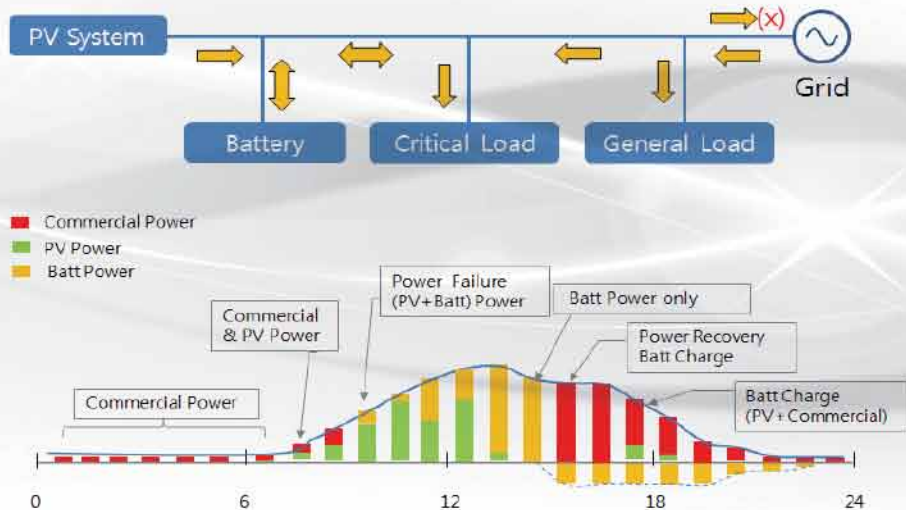 PV System
(x)
Grid
Battery
Critical Load
General Load
Commercial Power
PV Power
Batt Power
Power Failure
(PV+Batt) Power
Batt Power only
Commercial
& PV Power
Power Recovery
Batt Charge
Commercial Power
Batt Charge
(PV+Commercial)
0 6 12 18 24